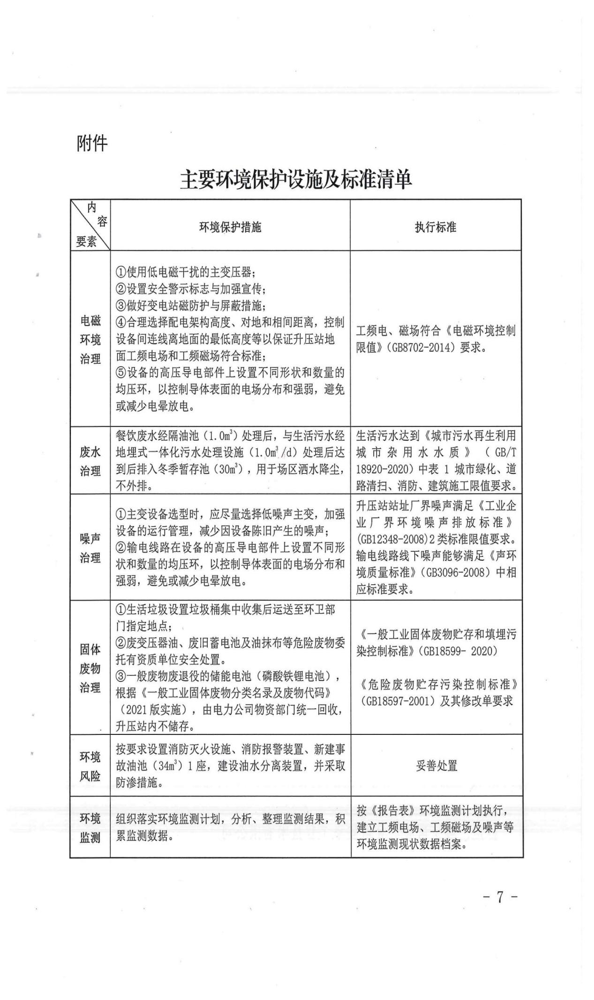 附件
主要环境保护设施及标准清单
内
容
要素
环境保护措施
执行标准
电磁
环境
治理
①使用低电磁干扰的主变压器；
②设置安全警示标志与加强宣传；
③做好变电站磁防护与屏蔽措施；
④合理选择配电架构高度、对地和相间距离，控制
设备间连线离地面的最低高度等以保证升压站地
面工频电场和工频磁场符合标准；
⑤设备的高压导电部件上设置不同形状和数量的
均压环，以控制导体表面的电场分布和强弱，避免
或减少电晕放电。
工频电、磁场符合《电磁环境控制
限值》（GB8702-2014）要求。
废水
治理
餐饮废水经隔油池（1.0m³）处理后，与生活污水经
地埋式一体化污水处理设施（1.0m³/d）处理后达
到后排入冬季暂存池（30m³），用于场区洒水降尘，
不外排。
生活污水达到《城市污水再生利用
城市杂用水水质》（GB/T
18920-2020）中表 1 城市绿化、道
路清扫、消防、建筑施工限值要求。
噪声
治理
①主变设备选型时，应尽量选择低噪声主变，加强
设备的运行管理，减少因设备陈旧产生的噪声；
②输电线路在设备的高压导电部件上设置不同形
状和数量的均压环，以控制导体表面的电场分布和
强弱，避免或减少电晕放电。
升压站站址厂界噪声满足《工业企
业厂界环境噪声排放标准》
(GB12348-2008)2 类标准限值要求。
输电线路线下噪声能够满足《声环
境质量标准》（GB3096-2008）中相
应标准要求。
固体
废物
治理
①生活垃圾设置垃圾桶集中收集后运送至环卫部
门指定地点；
②废变压器油、废旧蓄电池及油抹布等危险废物委
托有资质单位安全处置。
③一般废物废退役的储能电池（磷酸铁锂电池），
根据《一般工业固体废物分类名录及废物代码》
（2021 版实施），由电力公司物资部门统一回收，
升压站内不储存。
《一般工业固体废物贮存和填埋污
染控制标准》（GB18599- 2020）
《危险废物贮存污染控制标准》
（GB18597-2001）及其修改单要求
环境
风险
按要求设置消防灭火设施、消防报警装置、新建事
故油池（34m³）1 座，建设油水分离装置，并采取
防渗措施。
妥善处置
环境
监测
组织落实环境监测计划，分析、整理监测结果，积
累监测数据。
按《报告表》环境监测计划执行，
建立工频电场、工频磁场及噪声等
环境监测现状数据档案。
- 7 -